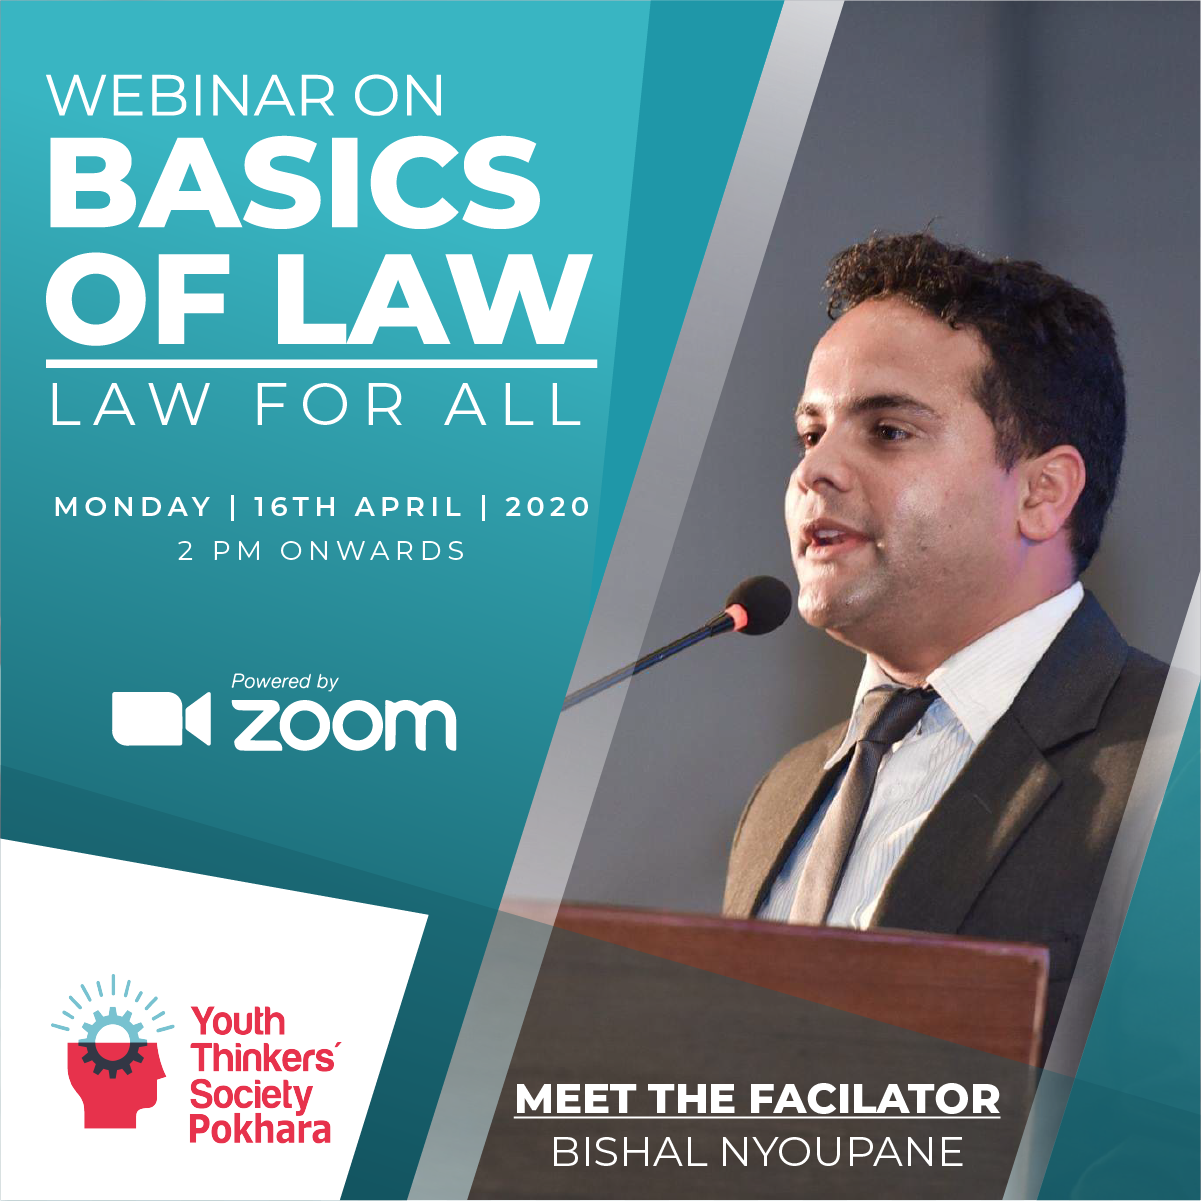 WEBINAR ON
BASICS
OF LAW
LAW FOR ALL
MONDAY | 16TH APRIL | 2020
2 PM ONWARDS
Powered by
zoom
Youth
Thinkers´
Society
Pokhara
MEET THE FACILATOR
BISHAL NYOUPANE